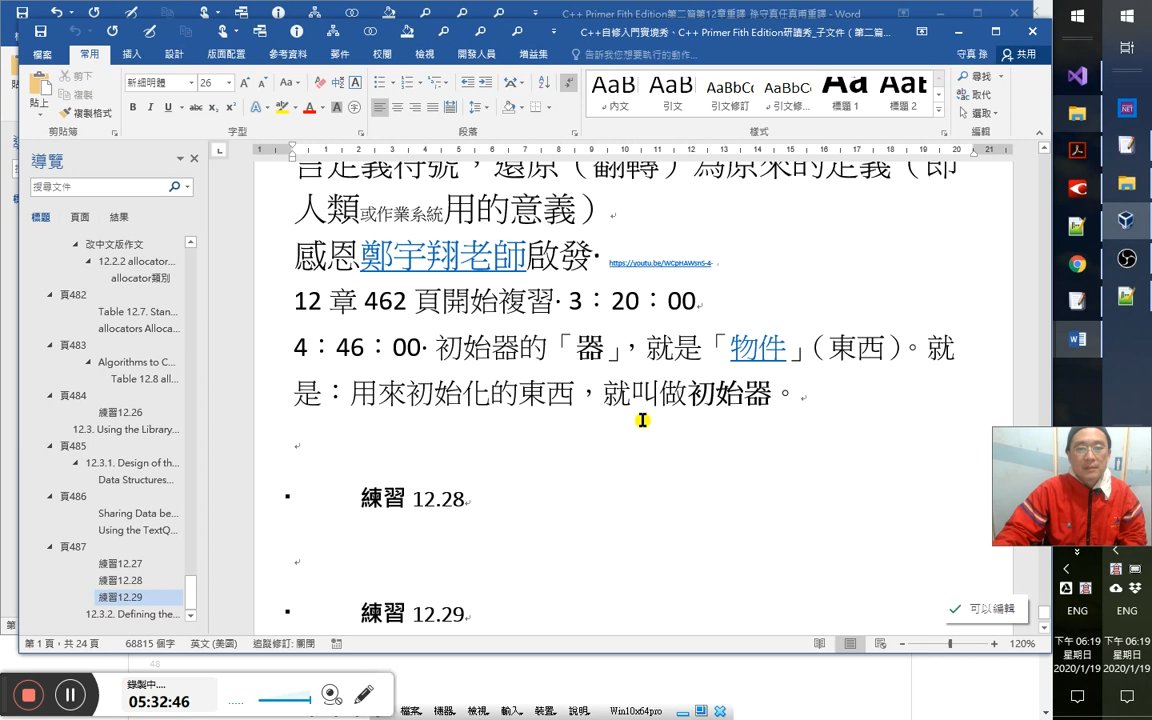 C++ Primer Fith Edition第二篇第12章重譯 孫守真任真甫重譯 - Word
C++自修入門實境秀、C++ Primer Fith Edition研讀秀_子文件（第二篇...
檔案
常用
插入
設計
版面配置
參考資料
郵件
校閱
檢視
開發人員
增益集
告訴我您想要執行的動作...
守真 孫
共用
貼上
剪下
複製
複製格式
剪貼簿
新細明體
26
字型
段落
AaB
內文
AaB
引文
AaBbCc
引文修訂
AaBbCc
引文修...
AaB
標題 1
AaB
標題 2
樣式
尋找
取代
選取
編輯
導覽
搜尋文件
標題
頁面
結果
改中文版作文
12.2.2 allocator...
allocator類別
頁482
Table 12.7. Stan...
allocators Alloca...
頁483
Algorithms to C...
Table 12.8 all...
頁484
練習12.26
12.3. Using the Library...
頁485
12.3.1. Design of th...
Data Structures...
頁486
Sharing Data be...
Using the TextQ...
頁487
練習12.27
練習12.28
練習12.29
12.3.2. Defining the...
言定義符號，還原（翻轉）為原來的定義（即
人類或作業系統用的意義）
感恩鄭宇翔老師啟發 https://youtu.be/WCpHAWsnS-4
12 章 462 頁開始複習 3：20：00
4：46：00 初始器的「器」，就是「物件」（東西）。就
是：用來初始化的東西，就叫做初始器。
練習 12.28
練習 12.29
可以編輯
第 1 頁，共 24 頁
68815 個字
英文 (美國)
追蹤修訂: 關閉
120%
48
錄製中....
05:32:46
檔案
機器
檢視
輸入
裝置
說明
Win10x64pro
ENG
下午 06:19
星期日
2020/1/19
ENG
下午 06:19
星期日
2020/1/19